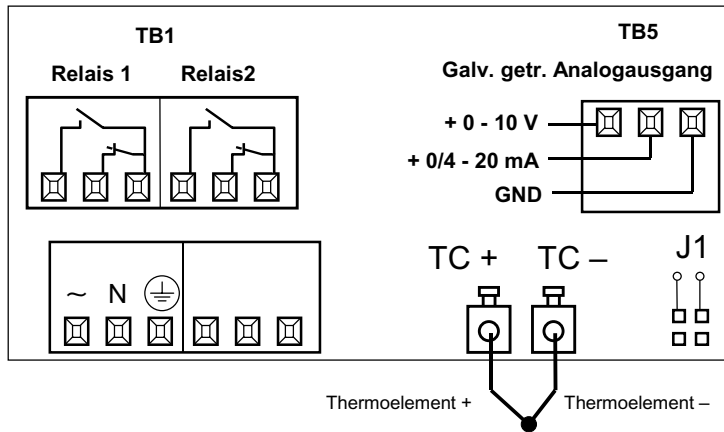 TB1
Relais 1
Relais2
TB5
Galv. getr. Analogausgang
+ 0 - 10 V
+ 0/4 - 20 mA
GND
~ N
TC +
TC –
J1
Thermoelement +
Thermoelement –